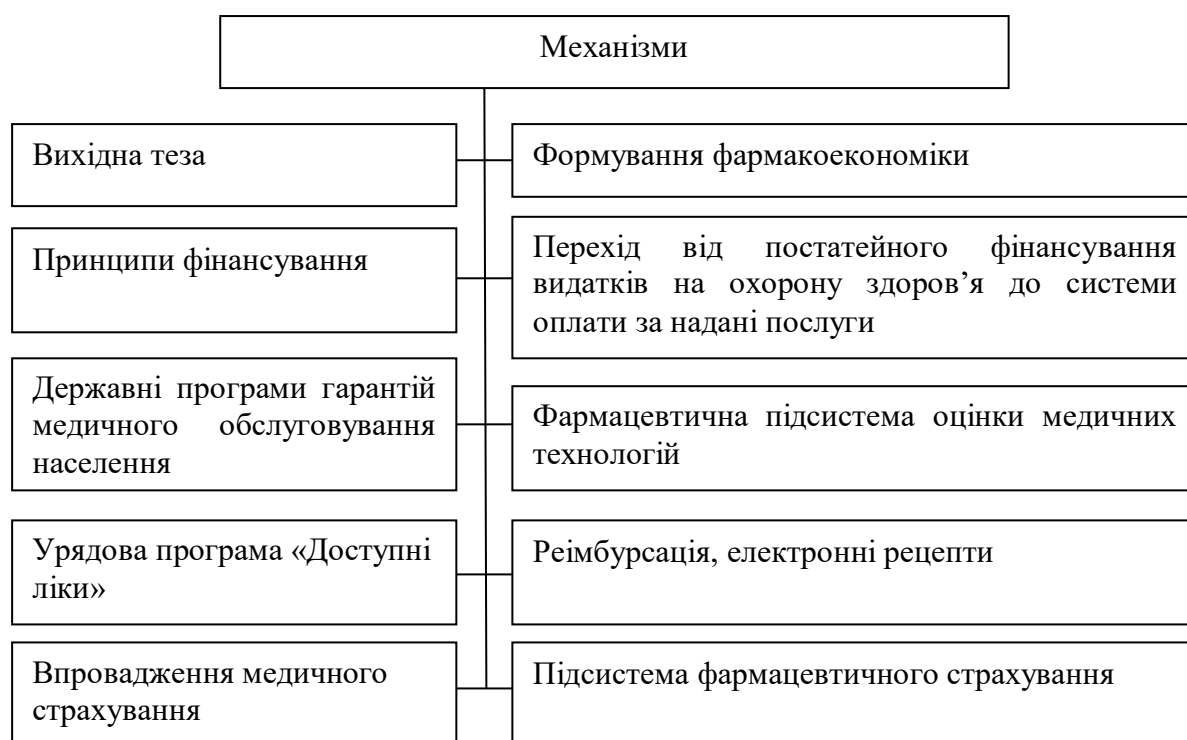 Механізми
Вихідна теза
Формування фармакоекономіки
Принципи фінансування
Перехід від постатейного фінансування
видатків на охорону здоров’я до системи
оплати за надані послуги
Державні програми гарантій
медичного обслуговування
населення
Фармацевтична підсистема оцінки медичних
технологій
Урядова програма «Доступні
ліки»
Реімбурсація, електронні рецепти
Впровадження медичного
страхування
Підсистема фармацевтичного страхування